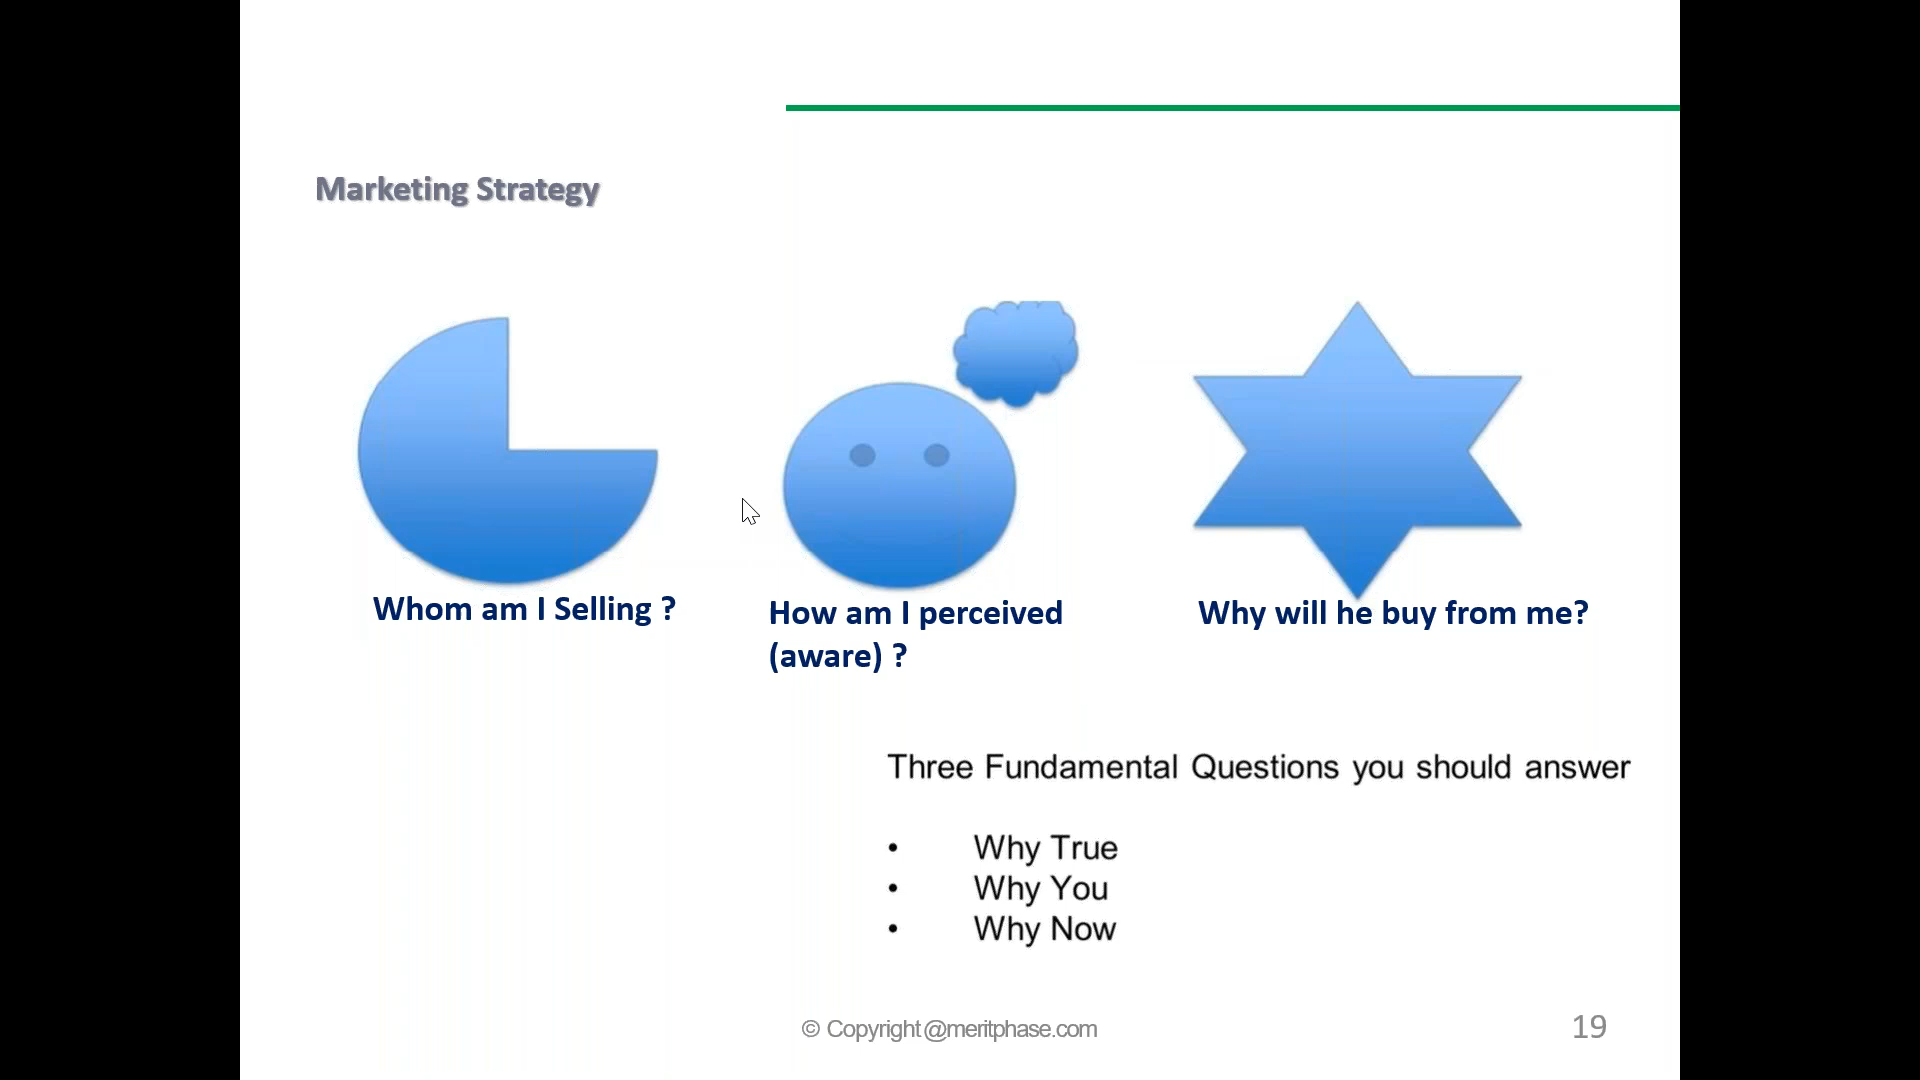 Marketing Strategy
Whom am I Selling ?
How am I perceived
(aware) ?
Why will he buy from me?
Three Fundamental Questions you should answer
• Why True
• Why You
• Why Now
© Copyright@meritphase.com
19